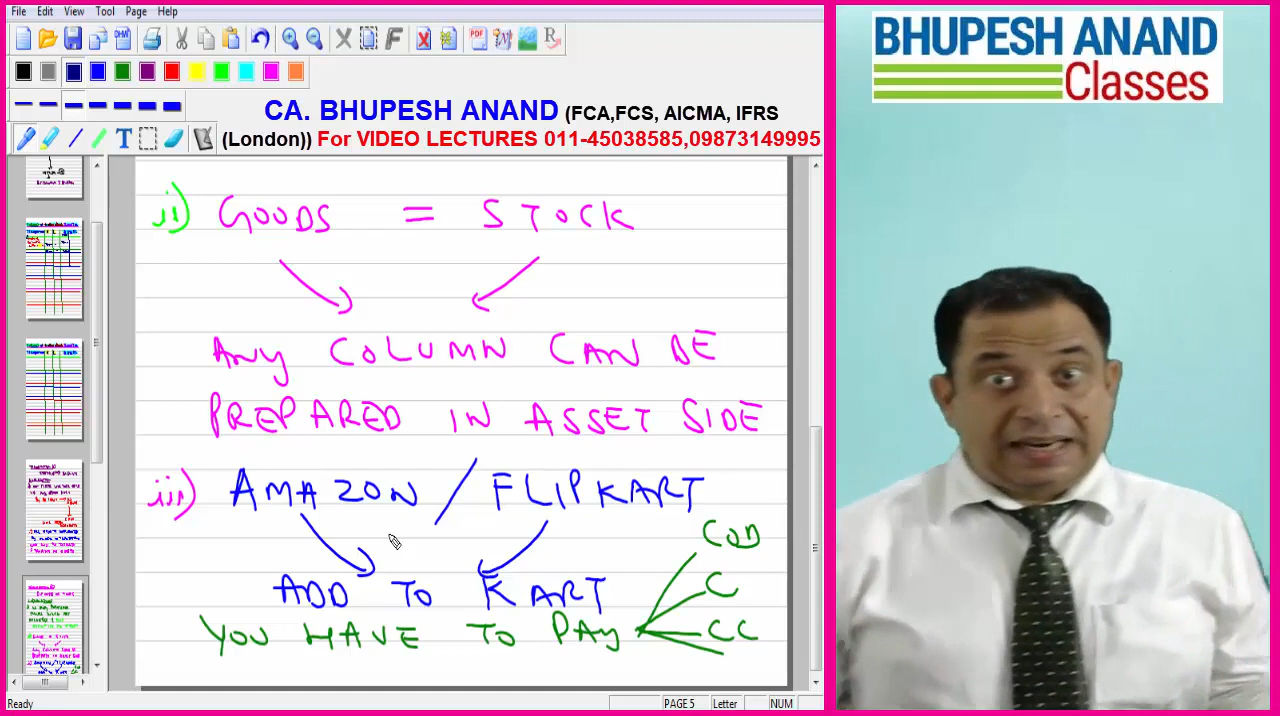 File Edit View Tool Page Help
BHUPESH ANAND
Classes
CA. BHUPESH ANAND (FCA,FCS, AICMA, IFRS
(London)) For VIDEO LECTURES 011-45038585,09873149995
ii) GOODS = STOCK
ANY COLUMN CAN BE
PREPARED IN ASSET SIDE
iii) AMAZON / FLIPKART
COD
ADD TO KART
C
YOU HAVE TO PAY
CC
Ready
PAGE 5 Letter NUM